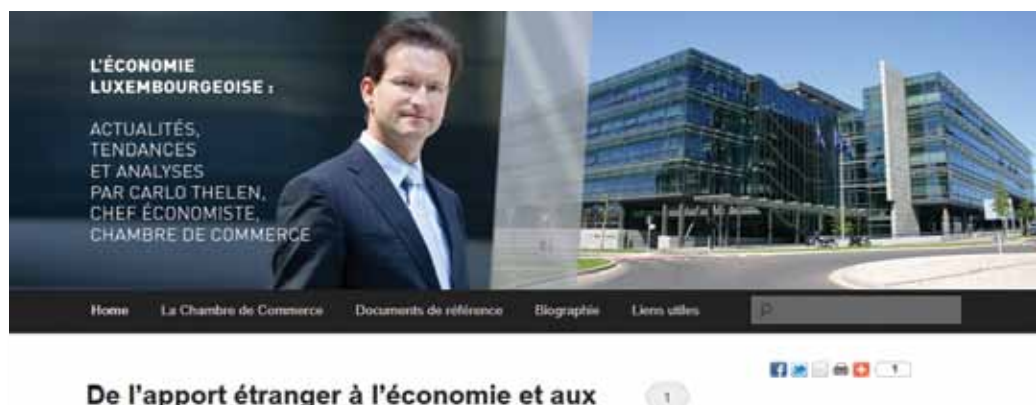 L'ÉCONOMIE
LUXEMBOURGEOISE :
ACTUALITÉS,
TENDANCES
ET ANALYSES
PAR CARLO THELEN,
CHEF ÉCONOMISTE,
CHAMBRE DE COMMERCE
Home La Chambre de Commerce Documents de référence Biographie Liens utiles
1
De l'apport étranger à l'économie et aux 1